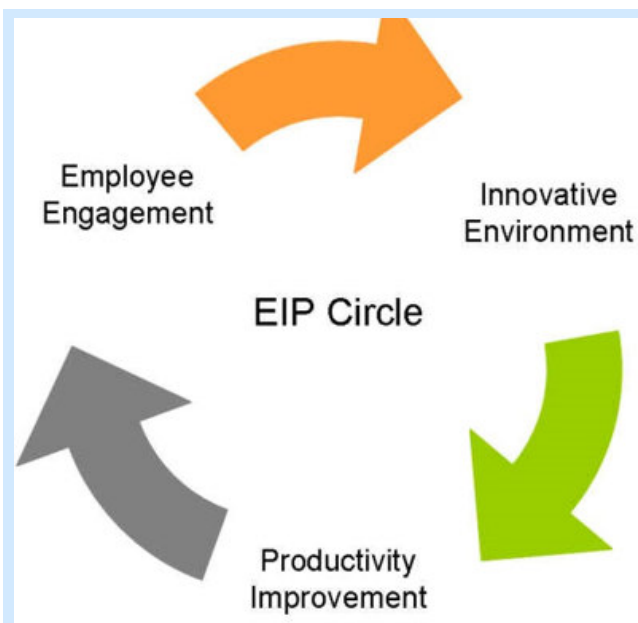 Employee
Engagement
Innovative
Environment
EIP Circle
Productivity
Improvement